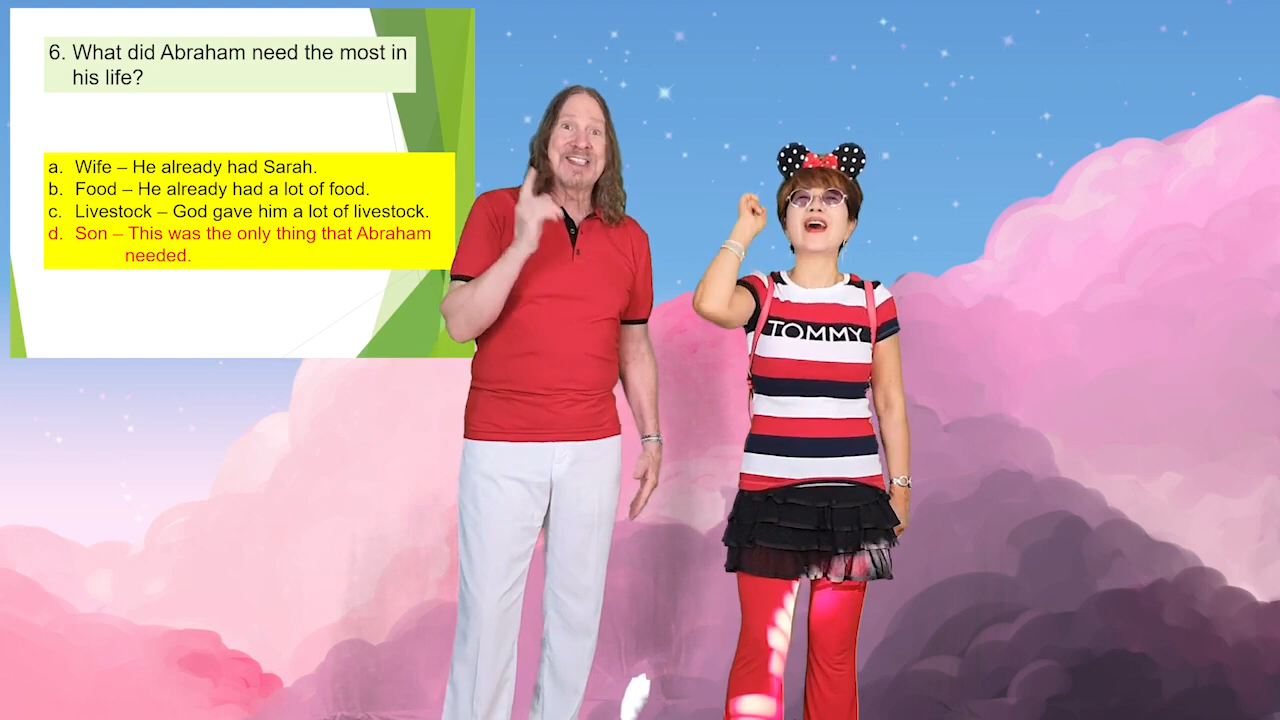 6. What did Abraham need the most in
his life?
a. Wife – He already had Sarah.
b. Food – He already had a lot of food.
c. Livestock – God gave him a lot of livestock.
d. Son – This was the only thing that Abraham
needed.
TOMMY